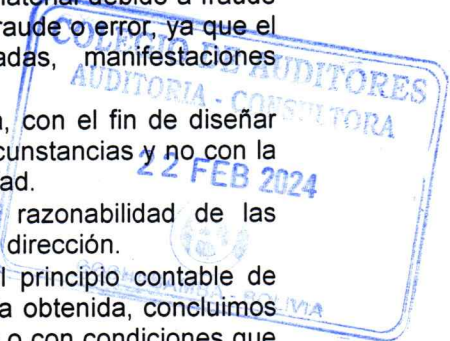 material debido a fraude
fraude o error, ya que el
adas, manifestaciones
a, con el fin de diseñar
cunstancias y no con la
ad.
razonabilidad de las
dirección.
l principio contable de
a obtenida, concluimos
o con condiciones que
COLEGIO DE AUDITORES
AUDITORIA - CONSULTORA
22 FEB 2024
BOLIVIA